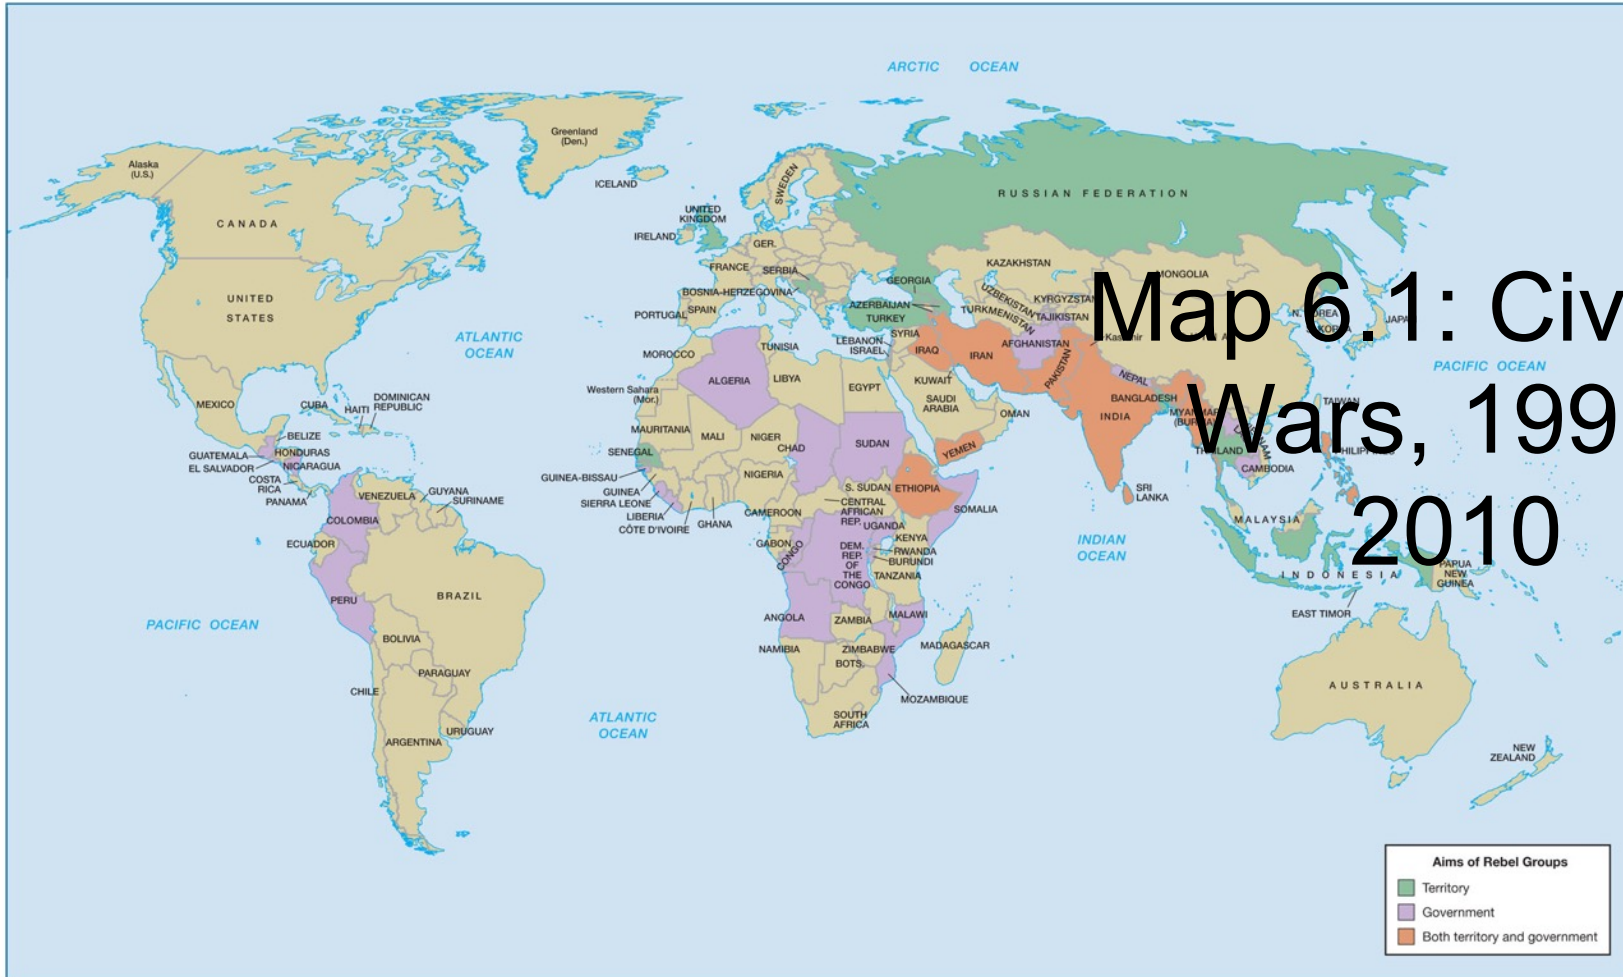 ARCTIC OCEAN
Greenland
(Den.)
Alaska
(U.S.)
ICELAND
SWEDEN
RUSSIAN FEDERATION
CANADA
UNITED
KINGDOM
IRELAND
GER.
FRANCE
SERBIA
BOSNIA-HERZEGOVINA
PORTUGAL
SPAIN
GEORGIA
AZERBAIJAN
TURKEY
KAZAKHSTAN
MONGOLIA
UZBEKISTAN
KYRGYZSTAN
TURKMENISTAN
TAJIKISTAN
Map 6.1: Civ
Wars, 199
2010
UNITED
STATES
ATLANTIC
OCEAN
PACIFIC OCEAN
MOROCCO
TUNISIA
LEBANON
ISRAEL
SYRIA
IRAQ
IRAN
AFGHANISTAN
PAKISTAN
Kashmir
NEPAL
ALGERIA
LIBYA
EGYPT
KUWAIT
SAUDI
ARABIA
OMAN
YEMEN
INDIA
BANGLADESH
MYANMAR
(BURMA)
TAIWAN
THAILAND
CAMBODIA
PHILIPPINES
SRI
LANKA
Western Sahara
(Mor.)
MAURITANIA
MALI
NIGER
CHAD
SUDAN
SENEGAL
GUINEA-BISSAU
GUINEA
SIERRA LEONE
LIBERIA
CÔTE D'IVOIRE
GHANA
NIGERIA
CAMEROON
S. SUDAN
ETHIOPIA
CENTRAL
AFRICAN
REP.
UGANDA
SOMALIA
KENYA
RWANDA
BURUNDI
TANZANIA
GABON
CONGO
DEM.
REP.
OF
THE
CONGO
ANGOLA
ZAMBIA
MALAWI
NAMIBIA
ZIMBABWE
BOTS.
MADAGASCAR
MOZAMBIQUE
SOUTH
AFRICA
MEXICO
CUBA
HAITI
DOMINICAN
REPUBLIC
BELIZE
GUATEMALA
HONDURAS
EL SALVADOR
NICARAGUA
COSTA
RICA
PANAMA
VENEZUELA
GUYANA
SURINAME
COLOMBIA
ECUADOR
PERU
BRAZIL
BOLIVIA
PARAGUAY
CHILE
URUGUAY
ARGENTINA
PACIFIC OCEAN
ATLANTIC
OCEAN
INDIAN
OCEAN
MALAYSIA
INDONESIA
PAPUA
NEW
GUINEA
EAST TIMOR
AUSTRALIA
NEW
ZEALAND
Aims of Rebel Groups
Territory
Government
Both territory and government